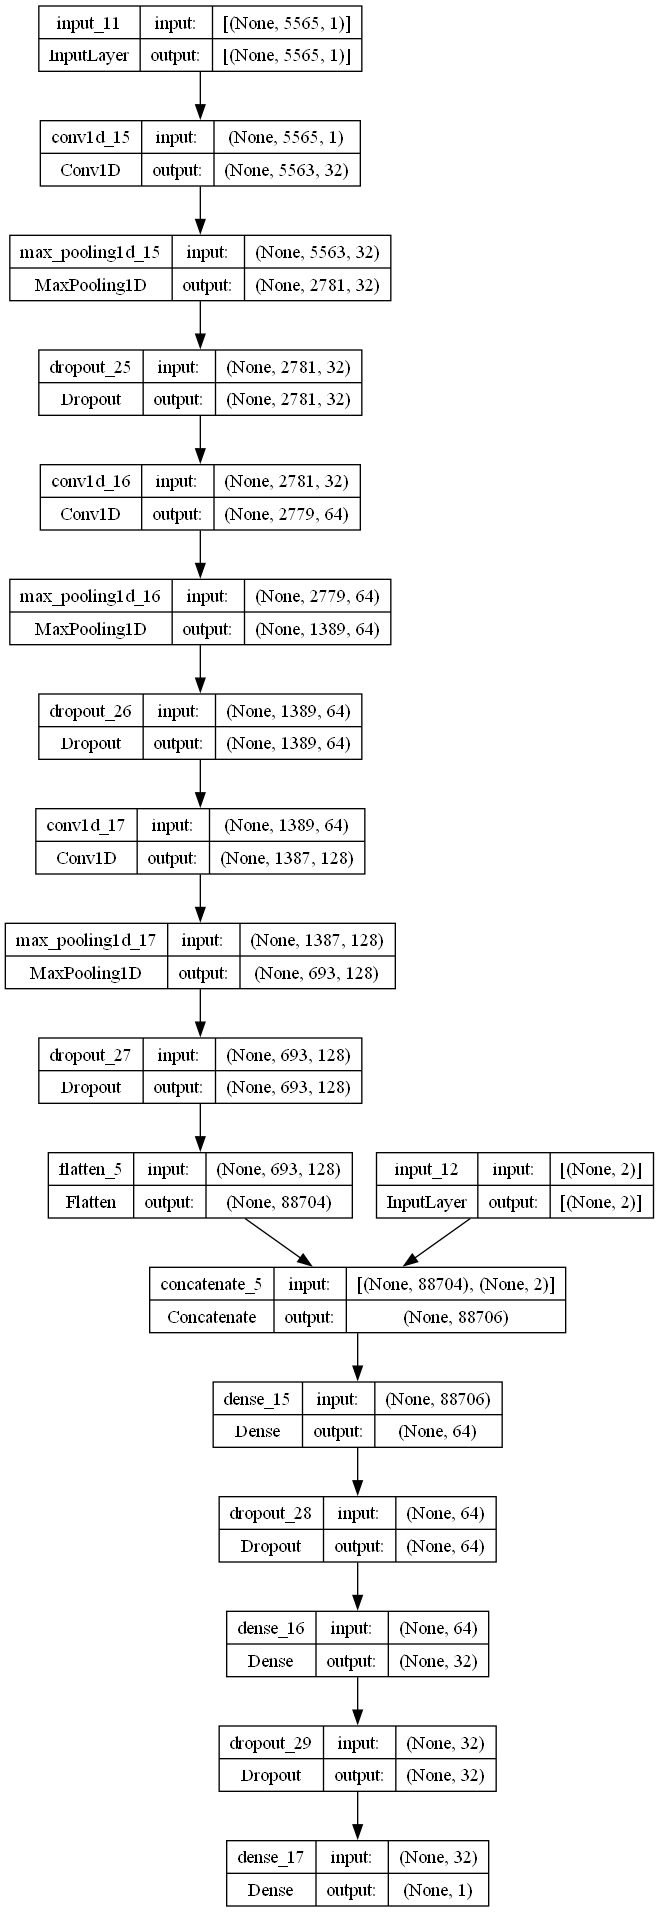 input_11 input: [(None, 5565, 1)]
InputLayer output: [(None, 5565, 1)]
conv1d_15 input: (None, 5565, 1)
Conv1D output: (None, 5563, 32)
max_pooling1d_15 input: (None, 5563, 32)
MaxPooling1D output: (None, 2781, 32)
dropout_25 input: (None, 2781, 32)
Dropout output: (None, 2781, 32)
conv1d_16 input: (None, 2781, 32)
Conv1D output: (None, 2779, 64)
max_pooling1d_16 input: (None, 2779, 64)
MaxPooling1D output: (None, 1389, 64)
dropout_26 input: (None, 1389, 64)
Dropout output: (None, 1389, 64)
conv1d_17 input: (None, 1389, 64)
Conv1D output: (None, 1387, 128)
max_pooling1d_17 input: (None, 1387, 128)
MaxPooling1D output: (None, 693, 128)
dropout_27 input: (None, 693, 128)
Dropout output: (None, 693, 128)
flatten_5 input: (None, 693, 128)
Flatten output: (None, 88704)
input_12 input: [(None, 2)]
InputLayer output: [(None, 2)]
concatenate_5 input: [(None, 88704), (None, 2)]
Concatenate output: (None, 88706)
dense_15 input: (None, 88706)
Dense output: (None, 64)
dropout_28 input: (None, 64)
Dropout output: (None, 64)
dense_16 input: (None, 64)
Dense output: (None, 32)
dropout_29 input: (None, 32)
Dropout output: (None, 32)
dense_17 input: (None, 32)
Dense output: (None, 1)